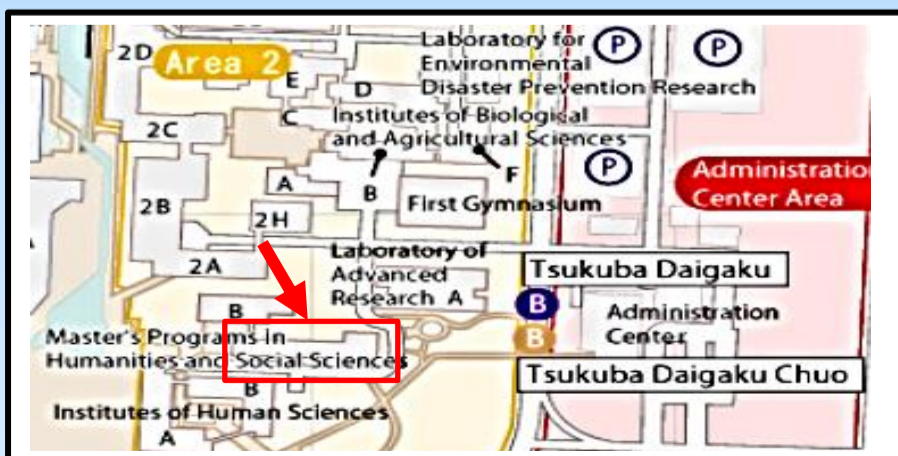 2D
Area 2
Laboratory for
Environmental
Disaster Prevention Research
P
P
E
D
2C
C
Institutes of Biological
and Agricultural Sciences
F
P
Administratio
Center Area
A
B
First Gymnasium
2B
2H
2A
Laboratory of
Advanced
Research A
Tsukuba Daigaku
B
B
Administration
Center
B
Master's Programs in
Humanities and Social Sciences
Tsukuba Daigaku Chuo
B
Institutes of Human Sciences
A